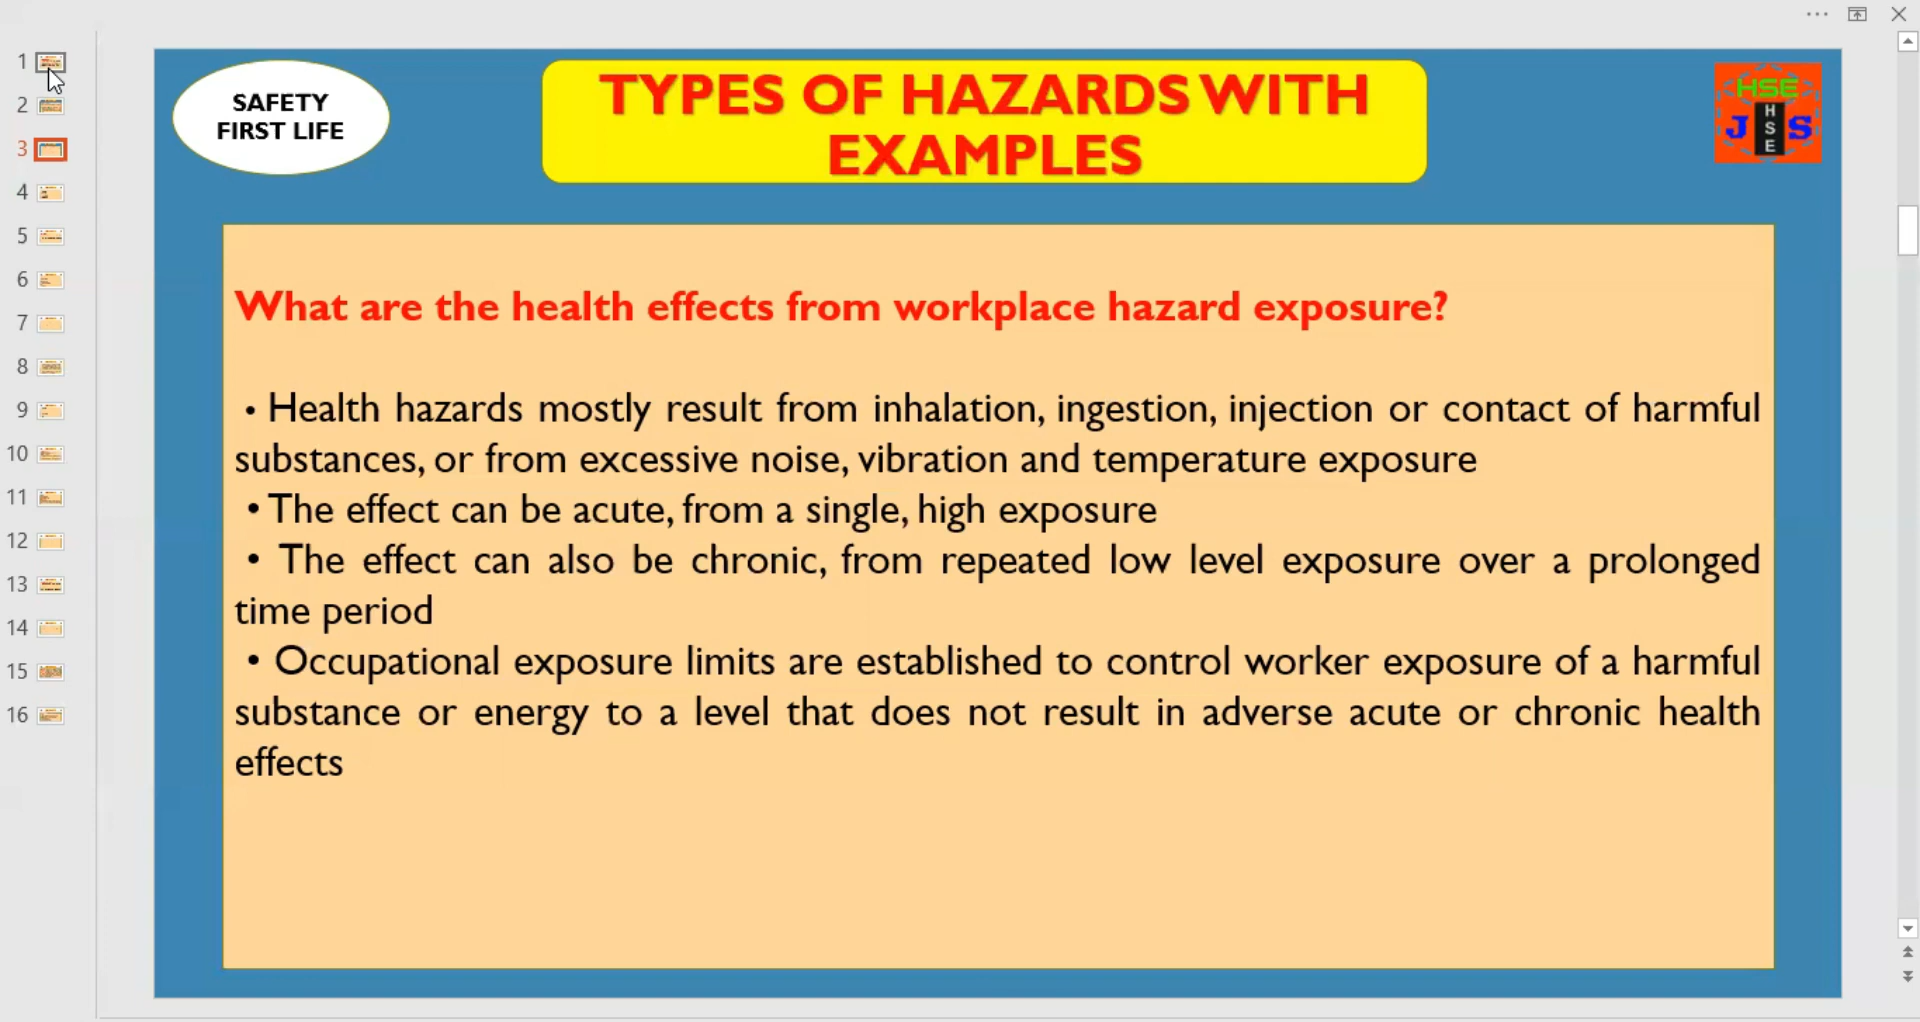 1
2
3
4
5
6
7
8
9
10
11
12
13
14
15
16
SAFETY
FIRST LIFE
TYPES OF HAZARDS WITH
EXAMPLES
HSE
J HSE S
What are the health effects from workplace hazard exposure?
• Health hazards mostly result from inhalation, ingestion, injection or contact of harmful
substances, or from excessive noise, vibration and temperature exposure
• The effect can be acute, from a single, high exposure
• The effect can also be chronic, from repeated low level exposure over a prolonged
time period
• Occupational exposure limits are established to control worker exposure of a harmful
substance or energy to a level that does not result in adverse acute or chronic health
effects